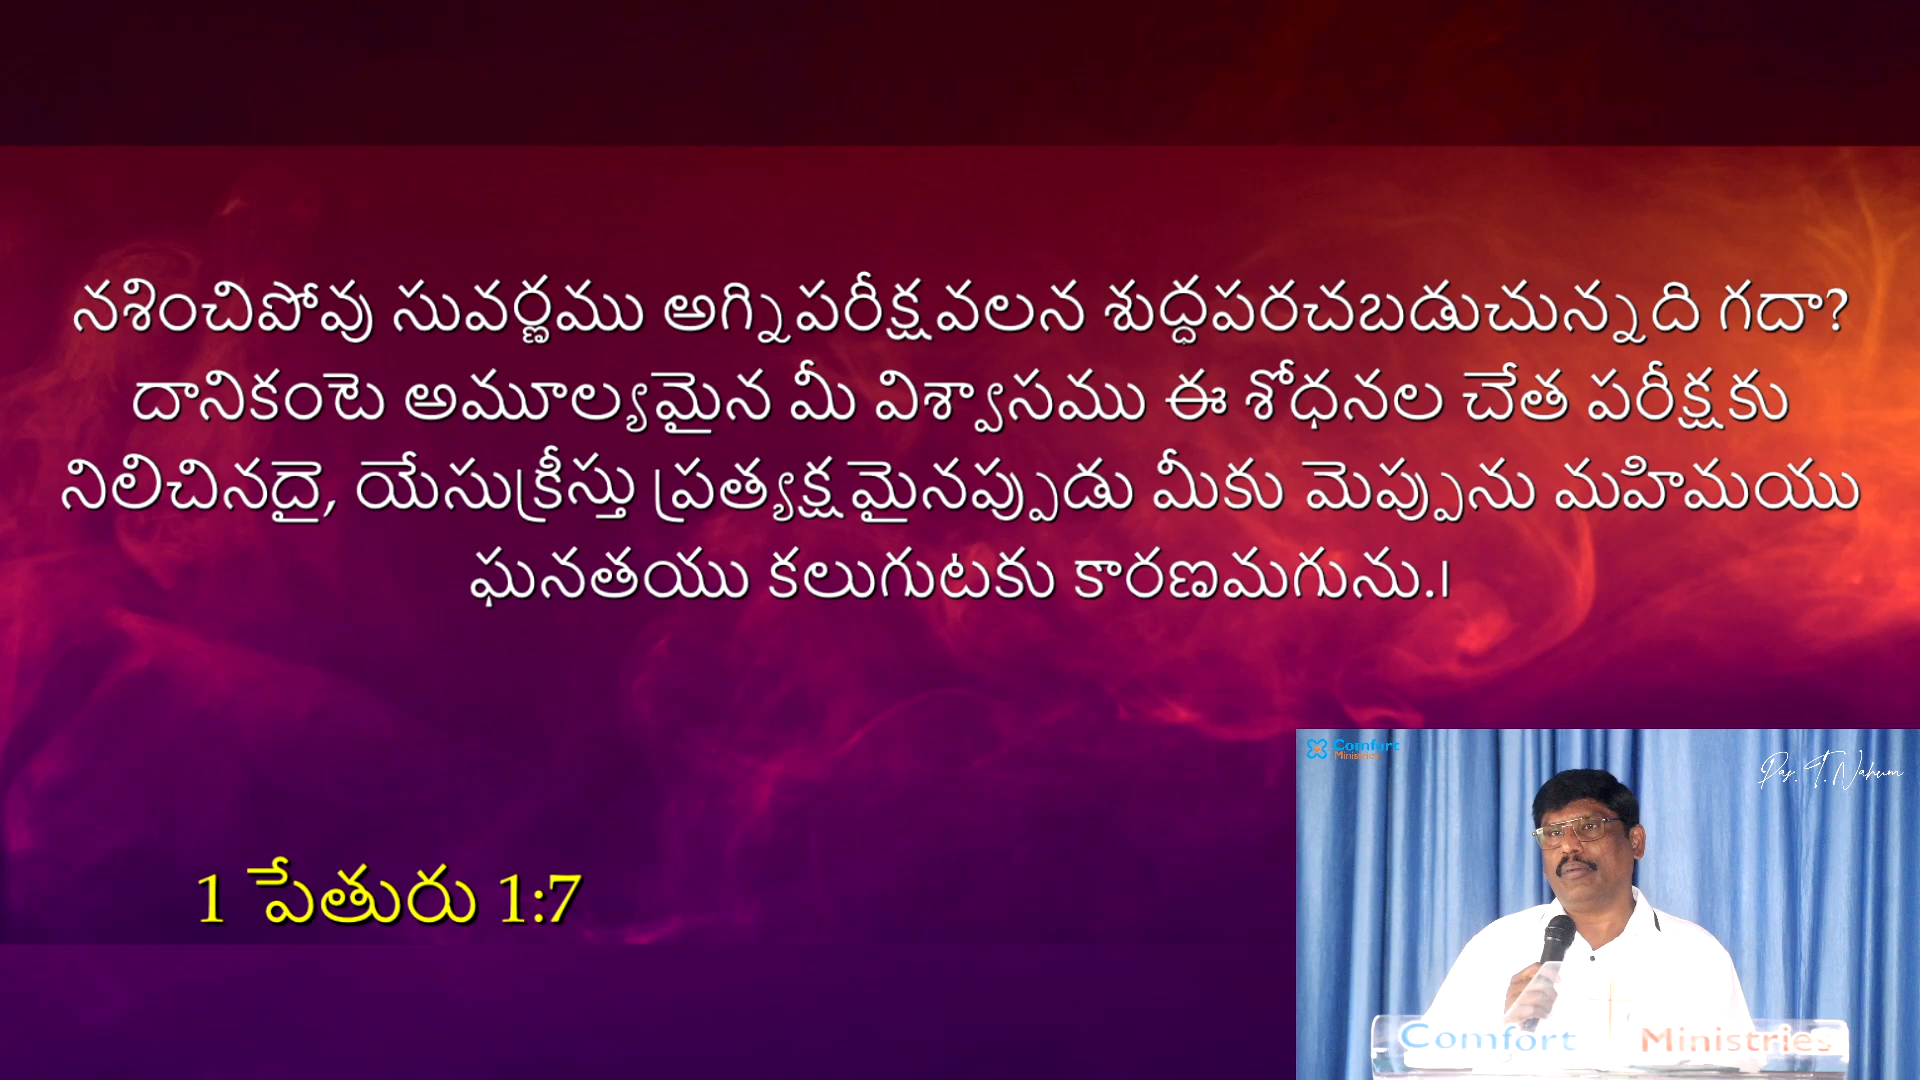 నశించిపోవు సువర్ణము అగ్నిపరీక్షవలన శుద్ధపరచబడుచున్నది గదా?
దానికంటె అమూల్యమైన మీ విశ్వాసము ఈ శోధనల చేత పరీక్షకు
నిలిచినదై, యేసుక్రీస్తు ప్రత్యక్షమైనప్పుడు మీకు మెప్పును మహిమయు
ఘనతయు కలుగుటకు కారణమగును.।
1 పేతురు 1:7
Comfort
Ministries
Pas. T. Nahum
Comfort Ministries